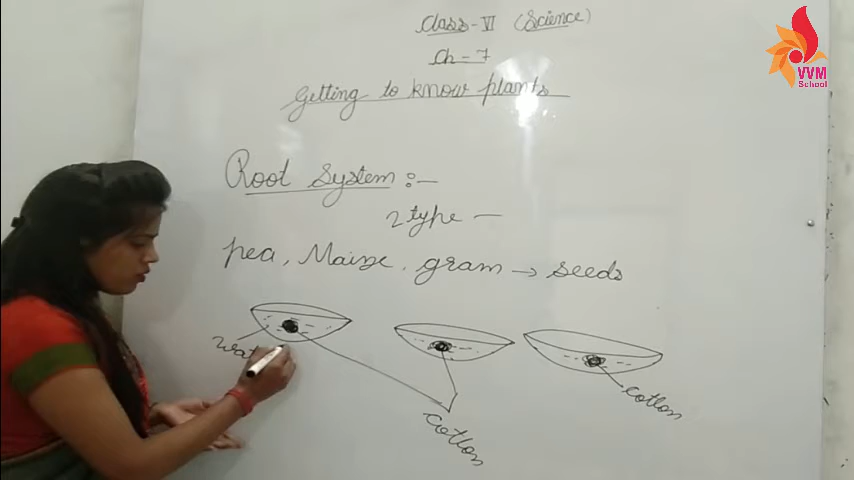 Class - VI (Science)
Ch - 7
Getting to know plants
Root System :-
2 type -
pea, Maize, gram → seeds
cotton
cotton
VVM
School